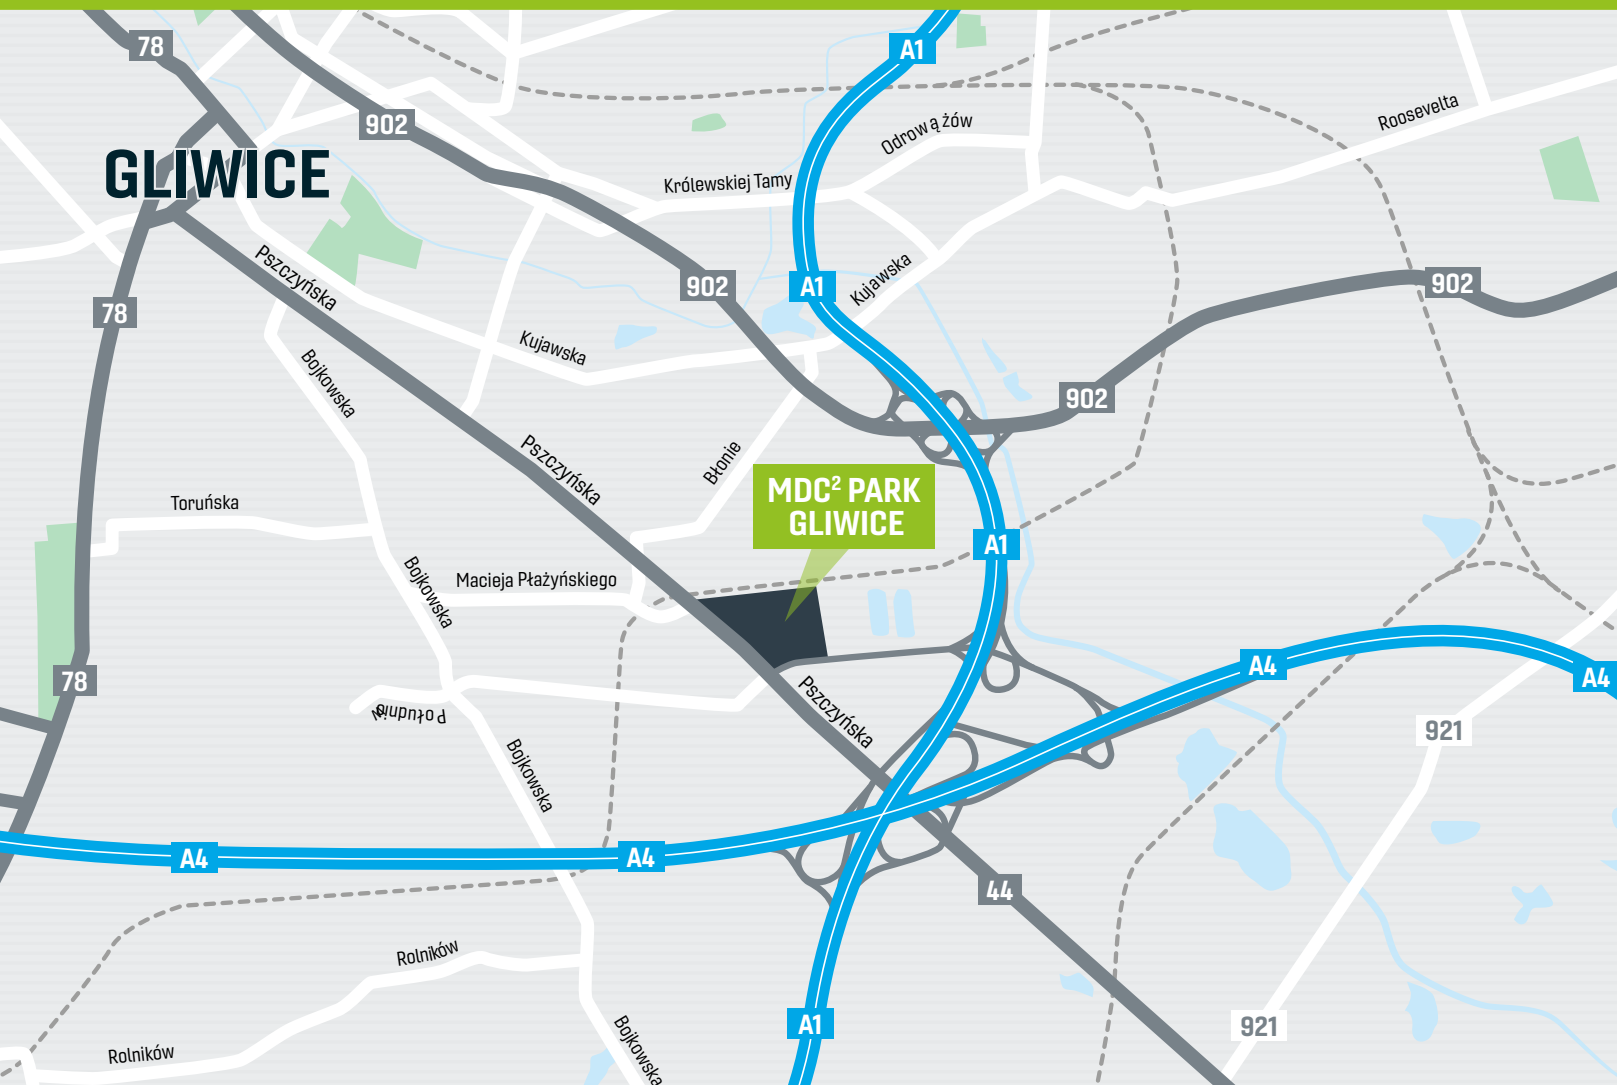 78
A1
902
Odrowążów
Roosevelta
GLIWICE
Królewskiej Tamy
Pszczyńska
902
A1
Kujawska
902
78
Kujawska
Bojkowska
902
Pszczyńska
Błonie
MDC² PARK
GLIWICE
Toruńska
A1
Bojkowska
Macieja Płażyńskiego
78
A4
A4
Południa
Pszczyńska
921
Bojkowska
A4
A4
44
Rolników
A1
921
Rolników
Bojkowska